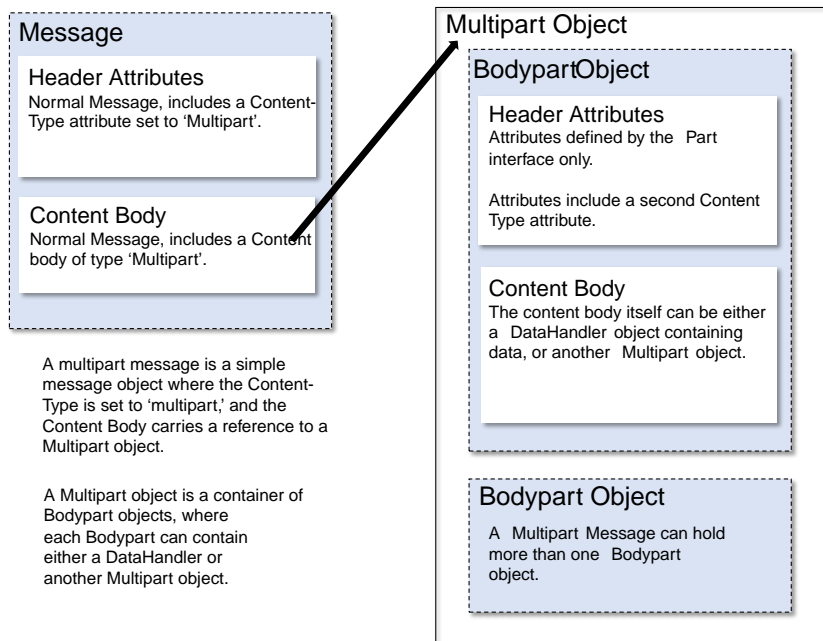 Message
Header Attributes
Normal Message, includes a Content-
Type attribute set to ‘Multipart’.
Content Body
Normal Message, includes a Content
body of type ‘Multipart’.
A multipart message is a simple
message object where the Content-
Type is set to ‘multipart,’ and the
Content Body carries a reference to a
Multipart object.
A Multipart object is a container of
Bodypart objects, where
each Bodypart can contain
either a DataHandler or
another Multipart object.
Multipart Object
BodypartObject
Header Attributes
Attributes defined by the Part
interface only.
Attributes include a second Content
Type attribute.
Content Body
The content body itself can be either
a DataHandler object containing
data, or another Multipart object.
Bodypart Object
A Multipart Message can hold
more than one Bodypart
object.